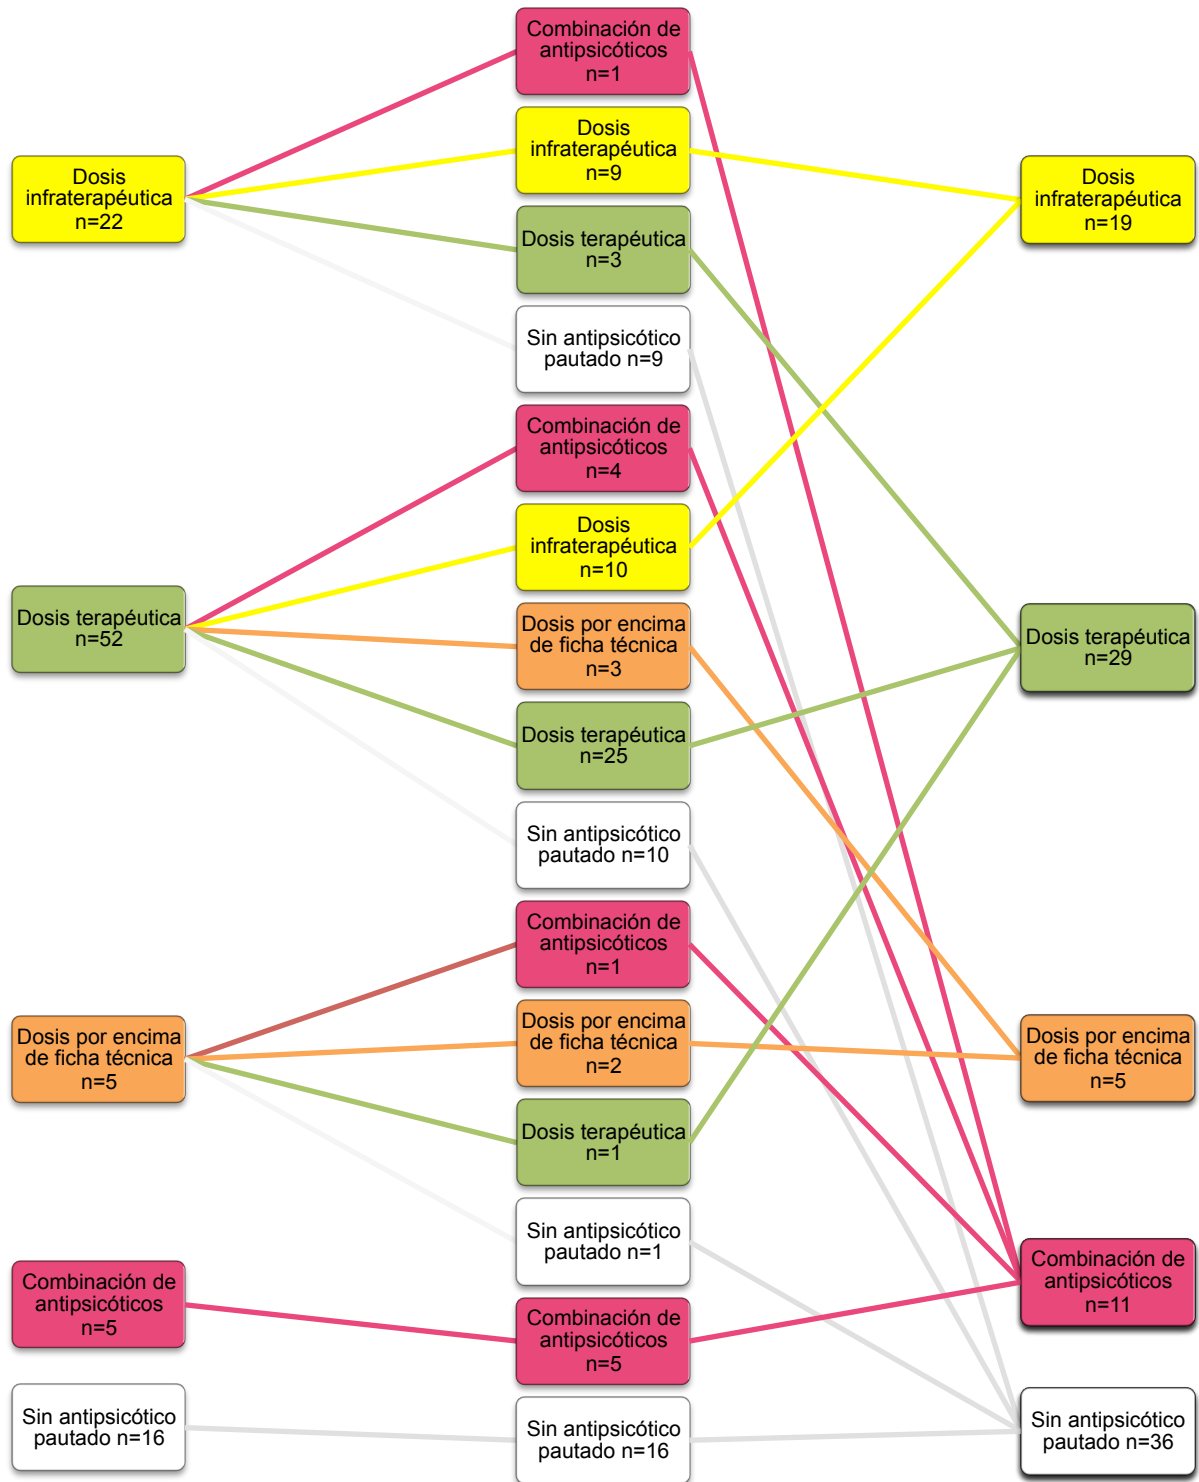 Dosis
infraterapéutica
n=22
Dosis terapéutica
n=52
Dosis por encima
de ficha técnica
n=5
Combinación de
antipsicóticos
n=5
Sin antipsicótico
pautado n=16
Combinación de
antipsicóticos
n=1
Dosis
infraterapéutica
n=9
Dosis terapéutica
n=3
Sin antipsicótico
pautado n=9
Combinación de
antipsicóticos
n=4
Dosis
infraterapéutica
n=10
Dosis por encima
de ficha técnica
n=3
Dosis terapéutica
n=25
Sin antipsicótico
pautado n=10
Combinación de
antipsicóticos
n=1
Dosis por encima
de ficha técnica
n=2
Dosis terapéutica
n=1
Sin antipsicótico
pautado n=1
Combinación de
antipsicóticos
n=5
Sin antipsicótico
pautado n=16
Dosis
infraterapéutica
n=19
Dosis terapéutica
n=29
Dosis por encima
de ficha técnica
n=5
Combinación de
antipsicóticos
n=11
Sin antipsicótico
pautado n=36